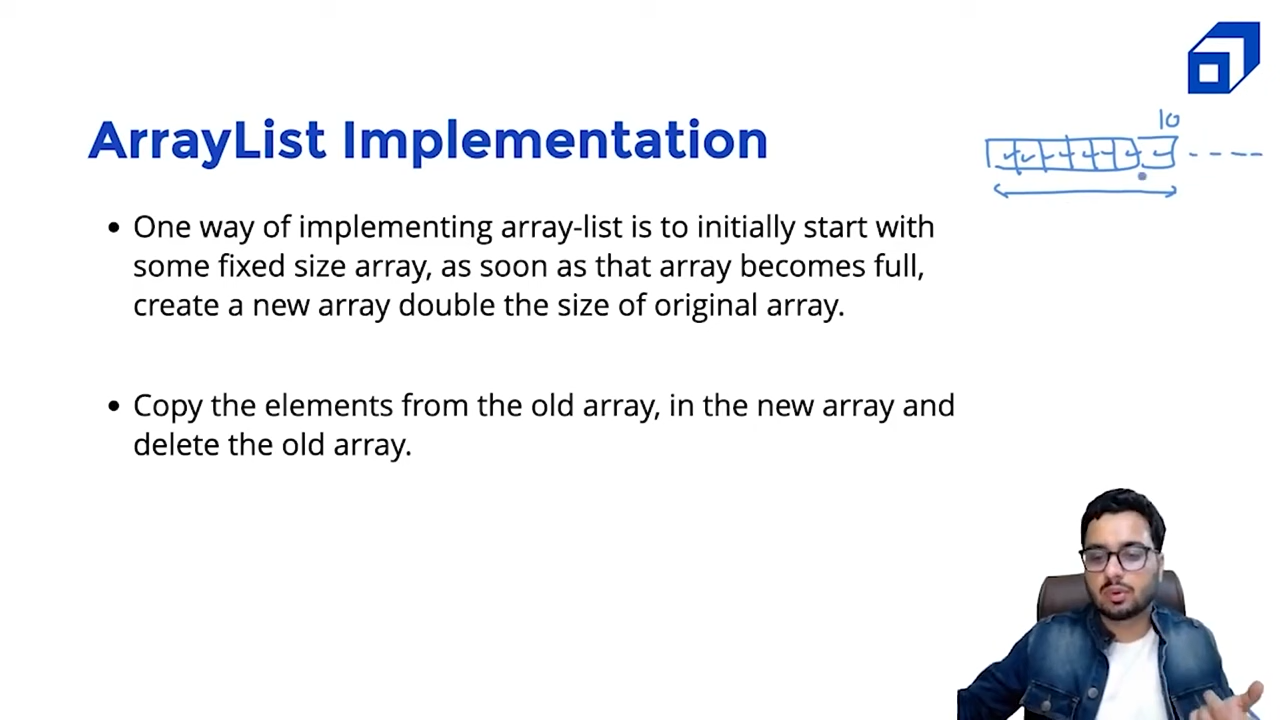 10
ArrayList Implementation
• One way of implementing array-list is to initially start with
some fixed size array, as soon as that array becomes full,
create a new array double the size of original array.
• Copy the elements from the old array, in the new array and
delete the old array.